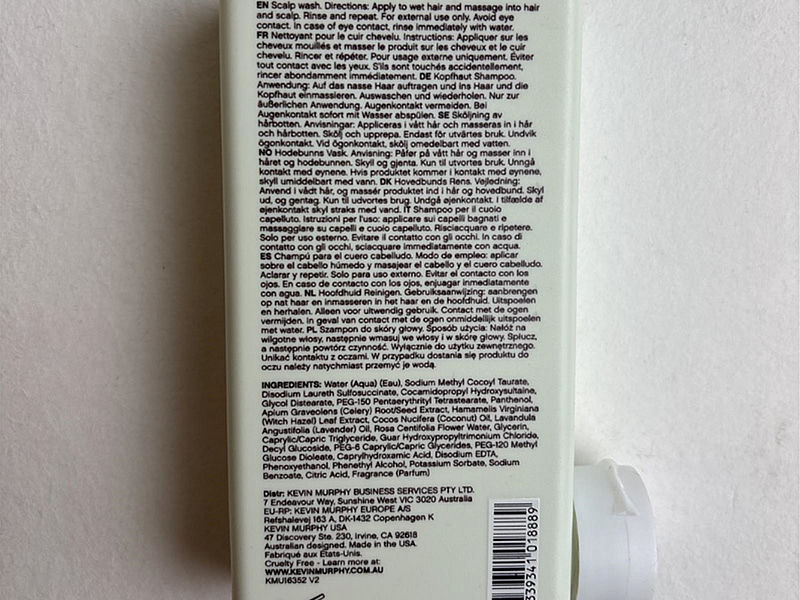 EN Scalp wash. Directions: Apply to wet hair and massage into hair
and scalp. Rinse and repeat. For external use only. Avoid eye
contact. In case of eye contact, rinse immediately with water.
FR Nettoyant pour le cuir chevelu. Instructions: Appliquer sur les
cheveux mouillés et masser le produit sur les cheveux et le cuir
chevelu. Rincer et répéter. Pour usage externe uniquement. Éviter
tout contact avec les yeux. S'ils sont touchés accidentellement,
rincer abondamment immédiatement. DE Kopfhaut Shampoo.
Anwendung: Auf das nasse Haar auftragen und ins Haar und die
Kopfhaut einmassieren. Auswaschen und wiederholen. Nur zur
äußerlichen Anwendung. Augenkontakt vermeiden. Bei
Augenkontakt sofort mit Wasser abspülen. SE Sköljning av
hårbotten. Anvisningar: Appliceras i vått hår och masseras in i hår
och hårbotten. Skölj och upprepa. Endast för utvärtes bruk. Undvik
ögonkontakt. Vid ögonkontakt, skölj omedelbart med vatten.
NO Hodebunns Vask. Anvisning: Påfør på vått hår og masser inn i
håret og hodebunnen. Skyll og gjenta. Kun til utvortes bruk. Unngå
kontakt med øynene. Hvis produktet kommer i kontakt med øynene,
skyll umiddelbart med vann. DK Hovedbunds Rens. Vejledning:
Anvend i vådt hår, og massér produktet ind i hår og hovedbund. Skyl
ud, og gentag. Kun til udvortes brug. Undgå øjenkontakt. I tilfælde af
øjenkontakt skyl straks med vand. IT Shampoo per il cuoio
capelluto. Istruzioni per l'uso: applicare sui capelli bagnati e
massaggiare su capelli e cuoio capelluto. Risciacquare e ripetere.
Solo per uso esterno. Evitare il contatto con gli occhi. In caso di
contatto con gli occhi, sciacquare immediatamente con acqua.
ES Champú para el cuero cabelludo. Modo de empleo: aplicar
sobre el cabello húmedo y masajear el cabello y el cuero cabelludo.
Aclarar y repetir. Solo para uso externo. Evitar el contacto con los
ojos. En caso de contacto con los ojos, enjuagar inmediatamente
con agua. NL Hoofdhuid Reinigen. Gebruiksaanwijzing: aanbrengen
op nat haar en inmasseren in het haar en de hoofdhuid. Uitspoelen
en herhalen. Alleen voor uitwendig gebruik. Contact met de ogen
vermijden. In geval van contact met de ogen onmiddellijk uitspoelen
met water. PL Szampon do skóry głowy. Sposób użycia: Nałóż na
wilgotne włosy, następnie wmasuj we włosy i w skórę głowy. Spłucz,
a następnie powtórz czynność. Wyłącznie do użytku zewnętrznego.
Unikać kontaktu z oczami. W przypadku dostania się produktu do
oczu należy natychmiast przemyć je wodą.
INGREDIENTS: Water (Aqua) (Eau), Sodium Methyl Cocoyl Taurate,
Disodium Laureth Sulfosuccinate, Cocamidopropyl Hydroxysultaine,
Glycol Distearate, PEG-150 Pentaerythrityl Tetrastearate, Panthenol,
Apium Graveolens (Celery) Root/Seed Extract, Hamamelis Virginiana
(Witch Hazel) Leaf Extract, Cocos Nucifera (Coconut) Oil, Lavandula
Angustifolia (Lavender) Oil, Rosa Centifolia Flower Water, Glycerin,
Caprylic/Capric Triglyceride, Guar Hydroxypropyltrimonium Chloride,
Decyl Glucoside, PEG-6 Caprylic/Capric Glycerides, PEG-120 Methyl
Glucose Dioleate, Caprylhydroxamic Acid, Disodium EDTA,
Phenoxyethanol, Phenethyl Alcohol, Potassium Sorbate, Sodium
Benzoate, Citric Acid, Fragrance (Parfum)
Distr: KEVIN MURPHY BUSINESS SERVICES PTY LTD.
7 Endeavour Way, Sunshine West VIC 3020 Australia
EU-RP: KEVIN MURPHY EUROPE A/S
Refshalevej 163 A, DK-1432 Copenhagen K
KEVIN MURPHY USA
47 Discovery Ste. 230, Irvine, CA 92618
Australian designed. Made in the USA.
Fabriqué aux États-Unis.
Cruelty Free - Learn more at:
WWW.KEVINMURPHY.COM.AU
KMU16352 V2
339341 018889